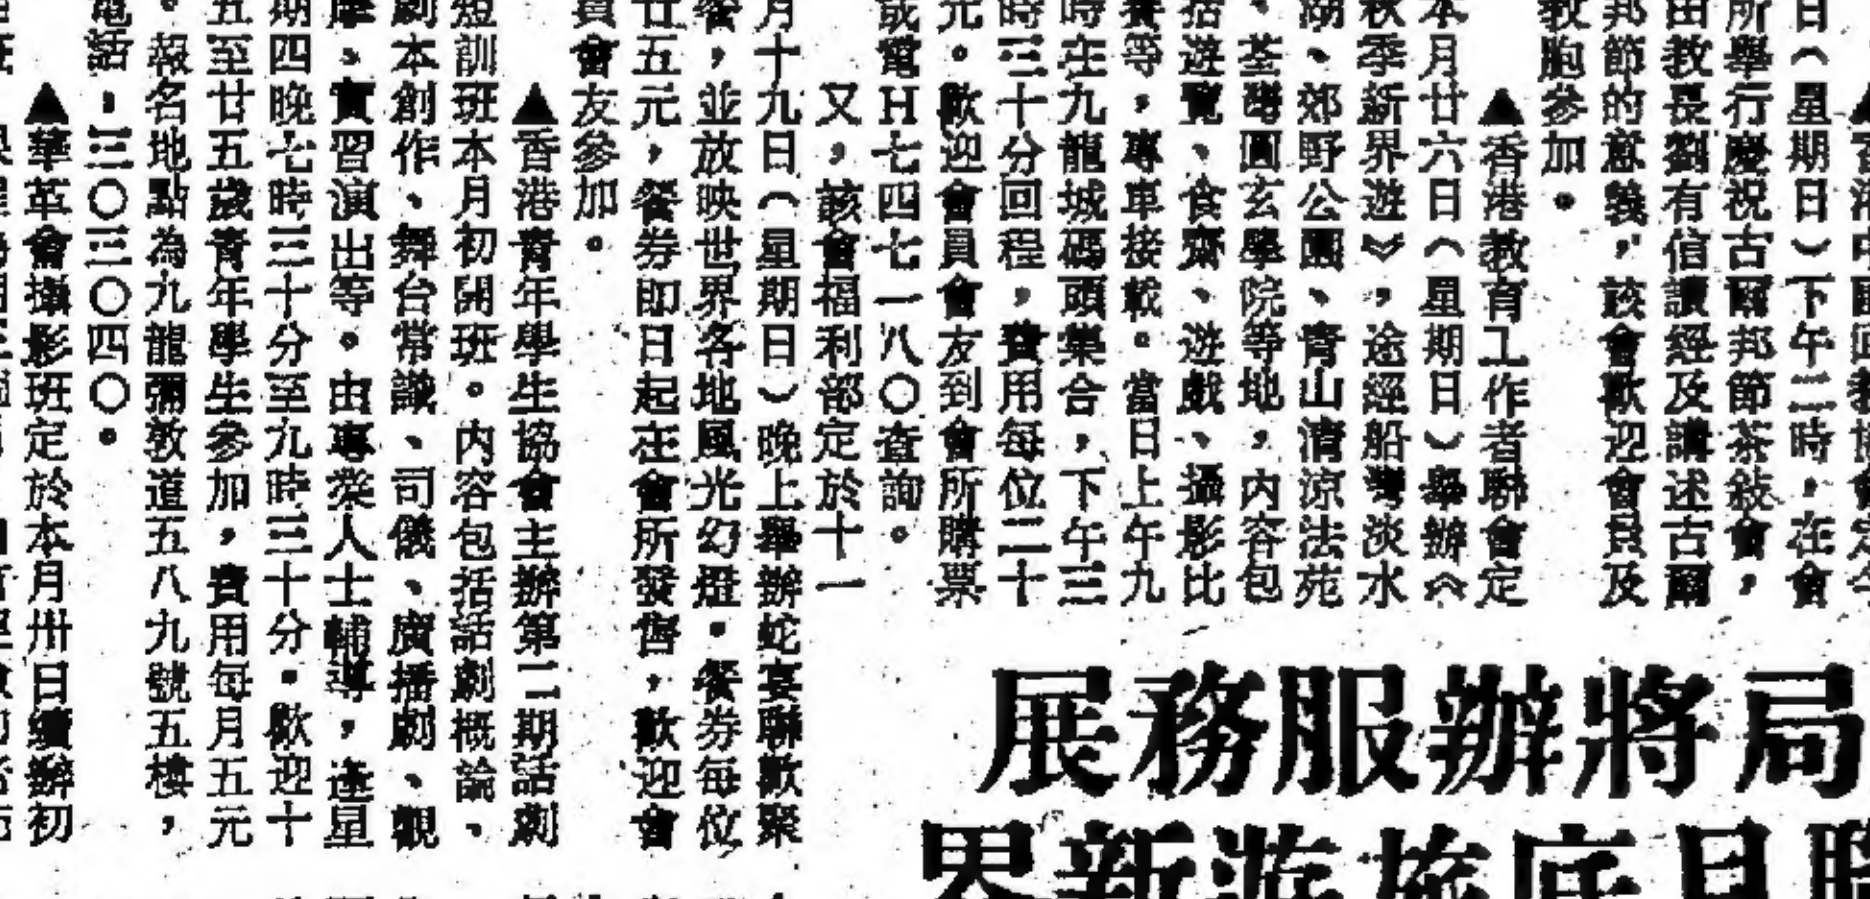 日（星期日）下午二時，在會
所舉行慶祝古爾邦節茶敍會，
由教長劉有信讀經及講述古爾
邦節的意義，該會歡迎會員及
教胞參加。
▲香港教育工作者聯會定
本月廿六日（星期日）舉辦《
秋季新界遊》，途經船灣淡水
湖、郊野公園、青山清涼法苑
、荃灣圓玄學院等地，內容包
括遊覽、食齋、遊戲、攝影比
賽等，專車接載。當日上午九
時在九龍城碼頭集合，下午三
時三十分回程，費用每位二十
元。歡迎會員會友到會所購票
或電H七四七一八〇查詢。
又，該會福利部定於十一
月十九日（星期日）晚上舉辦蛇宴聯歡聚
餐，並放映世界各地風光幻燈。餐券每位
廿五元，餐券即日起在會所發售，歡迎會
員會友參加。
▲香港青年學生協會主辦第二期話劇
短訓班本月初開班。內容包括話劇概論、
劇本創作、舞台常識、司儀、廣播劇、觀
摩、實習演出等。由專業人士輔導，逢星
期四晚七時三十分至九時三十分。歡迎十
五至廿五歲青年學生參加，費用每月五元
。報名地點為九龍彌敦道五八九號五樓，
電話：三〇三〇四〇。
▲華革會攝影班定於本月卅日續辦初
局將辦服務展
聯日底旅遊新界